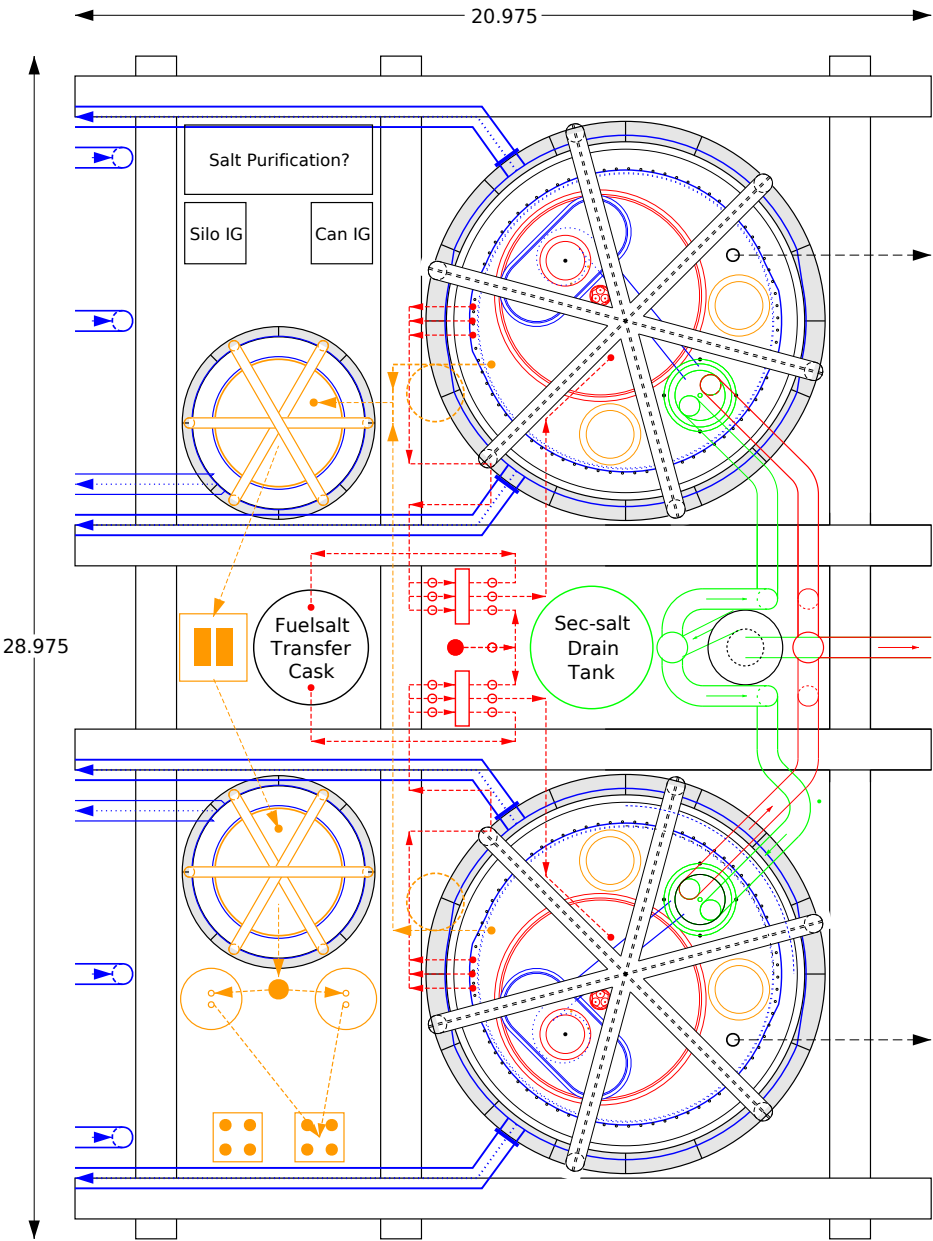 20.975
Salt Purification?
Silo IG
Can IG
28.975
Fuelsalt
Transfer
Cask
Sec-salt
Drain
Tank